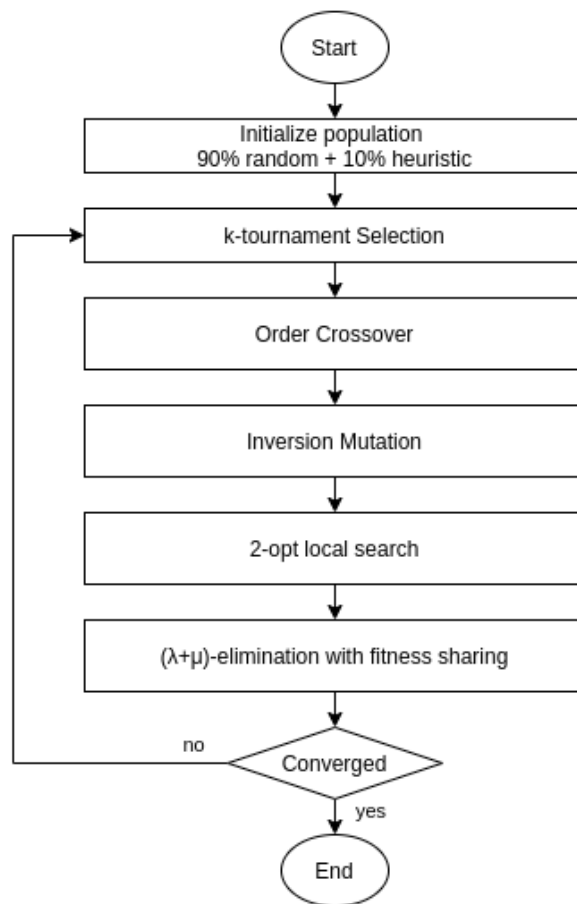 Start
Initialize population
90% random + 10% heuristic
k-tournament Selection
Order Crossover
Inversion Mutation
2-opt local search
(λ+μ)-elimination with fitness sharing
no
Converged
yes
End